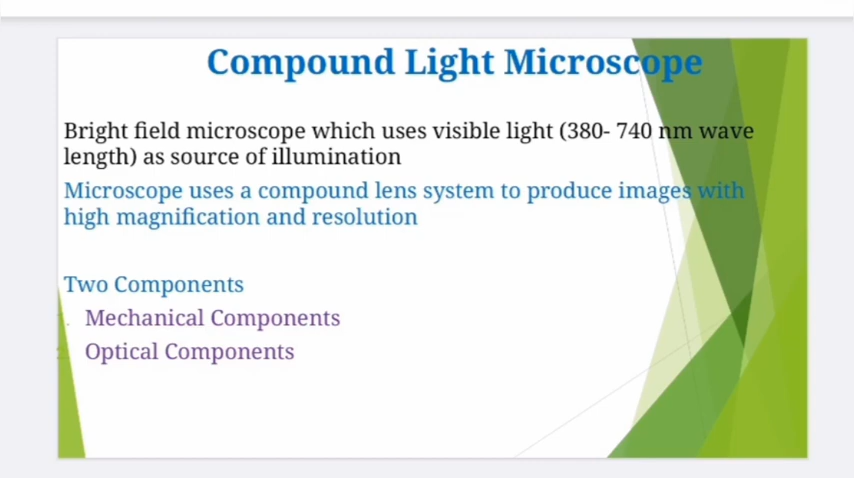 Compound Light Microscope
Bright field microscope which uses visible light (380- 740 nm wave
length) as source of illumination
Microscope uses a compound lens system to produce images with
high magnification and resolution
Two Components
Mechanical Components
Optical Components